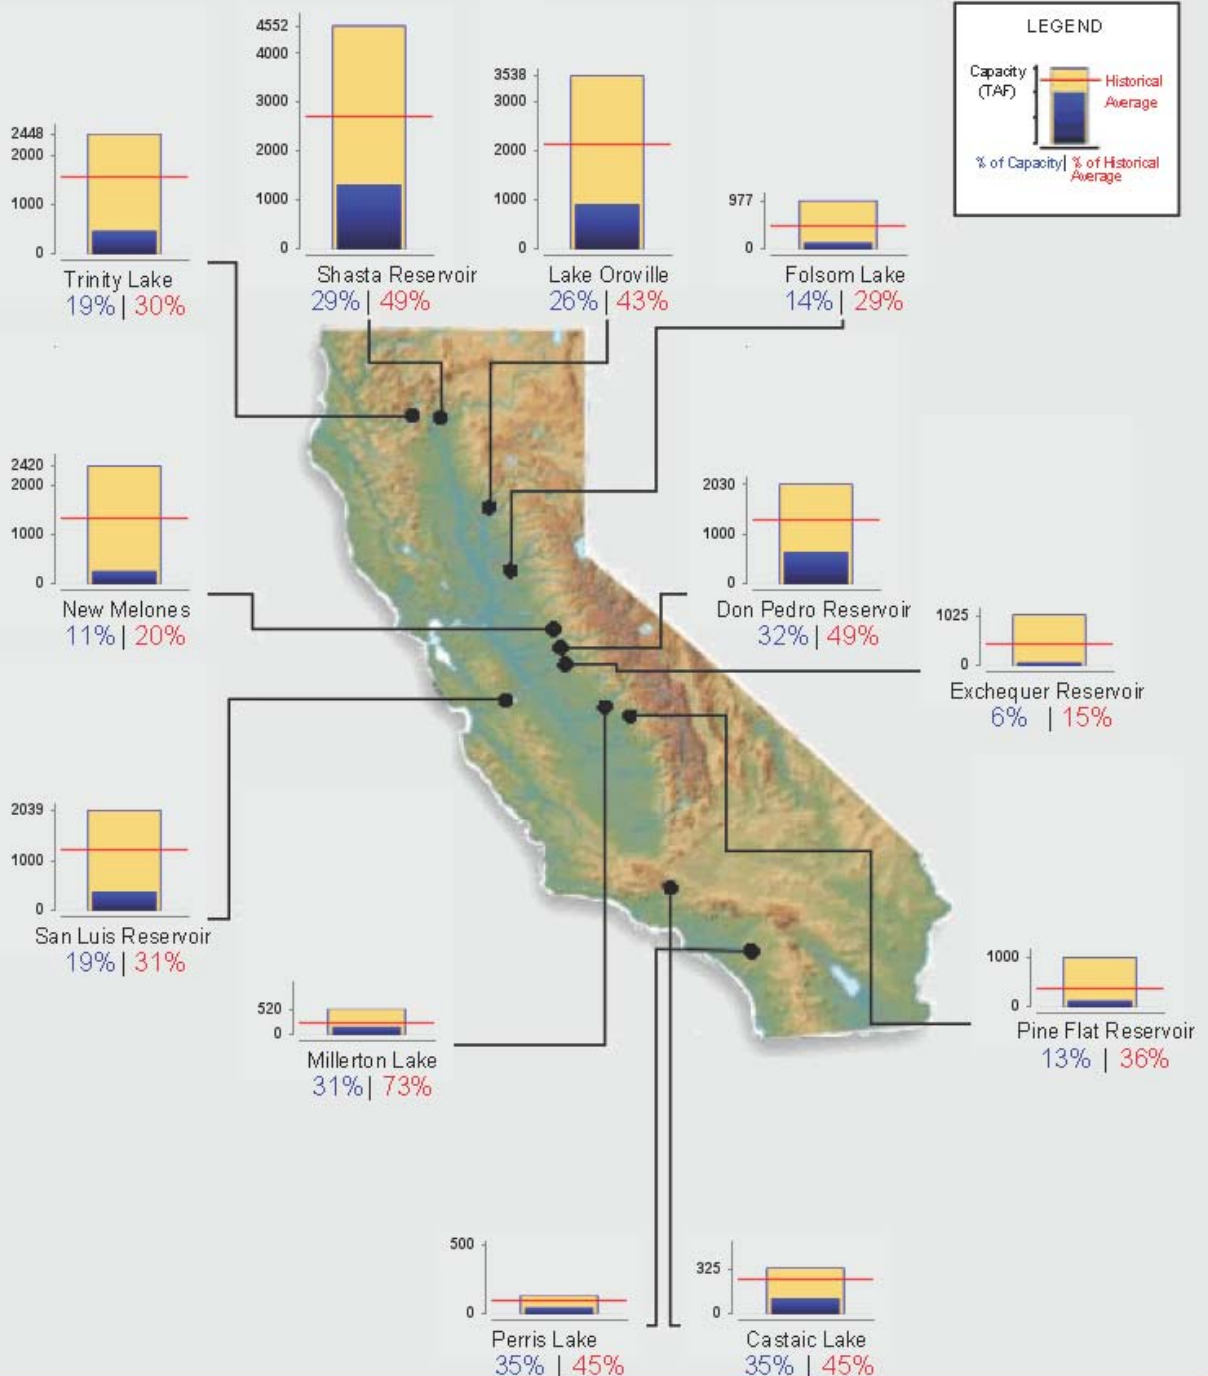 LEGEND
Capacity
(TAF)
Historical
Average
% of Capacity| % of Historical
Average
4552
4000
3000
2000
1000
0
Shasta Reservoir
29% | 49%
3538
3000
2000
1000
0
Lake Oroville
26% | 43%
2448
2000
1000
0
Trinity Lake
19% | 30%
977
0
Folsom Lake
14% | 29%
2420
2000
1000
0
New Melones
11% | 20%
2030
1000
0
Don Pedro Reservoir
32% | 49%
1025
0
Exchequer Reservoir
6% | 15%
2039
1000
0
San Luis Reservoir
19% | 31%
520
0
Millerton Lake
31% | 73%
1000
0
Pine Flat Reservoir
13% | 36%
500
0
Perris Lake
35% | 45%
325
0
Castaic Lake
35% | 45%